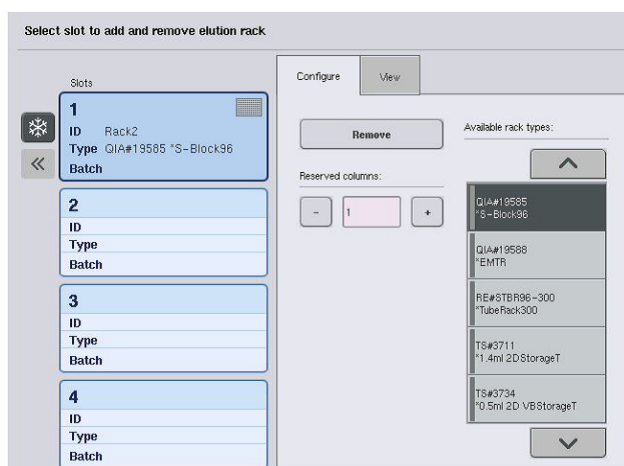 Select slot to add and remove elution rack
Slots
1
ID Rack2
Type QIA#19585 *S-Block96
Batch
2
ID
Type
Batch
3
ID
Type
Batch
4
ID
Type
Batch
Configure
View
Remove
Reserved columns:
- 1 +
Available rack types:
QIA#19585
*S-Block96
QIA#19588
*EMTR
RE#STBR96-300
*TubeRack300
TS#3711
*1.4ml 2DStorageT
TS#3734
*0.5ml 2D VBStorageT